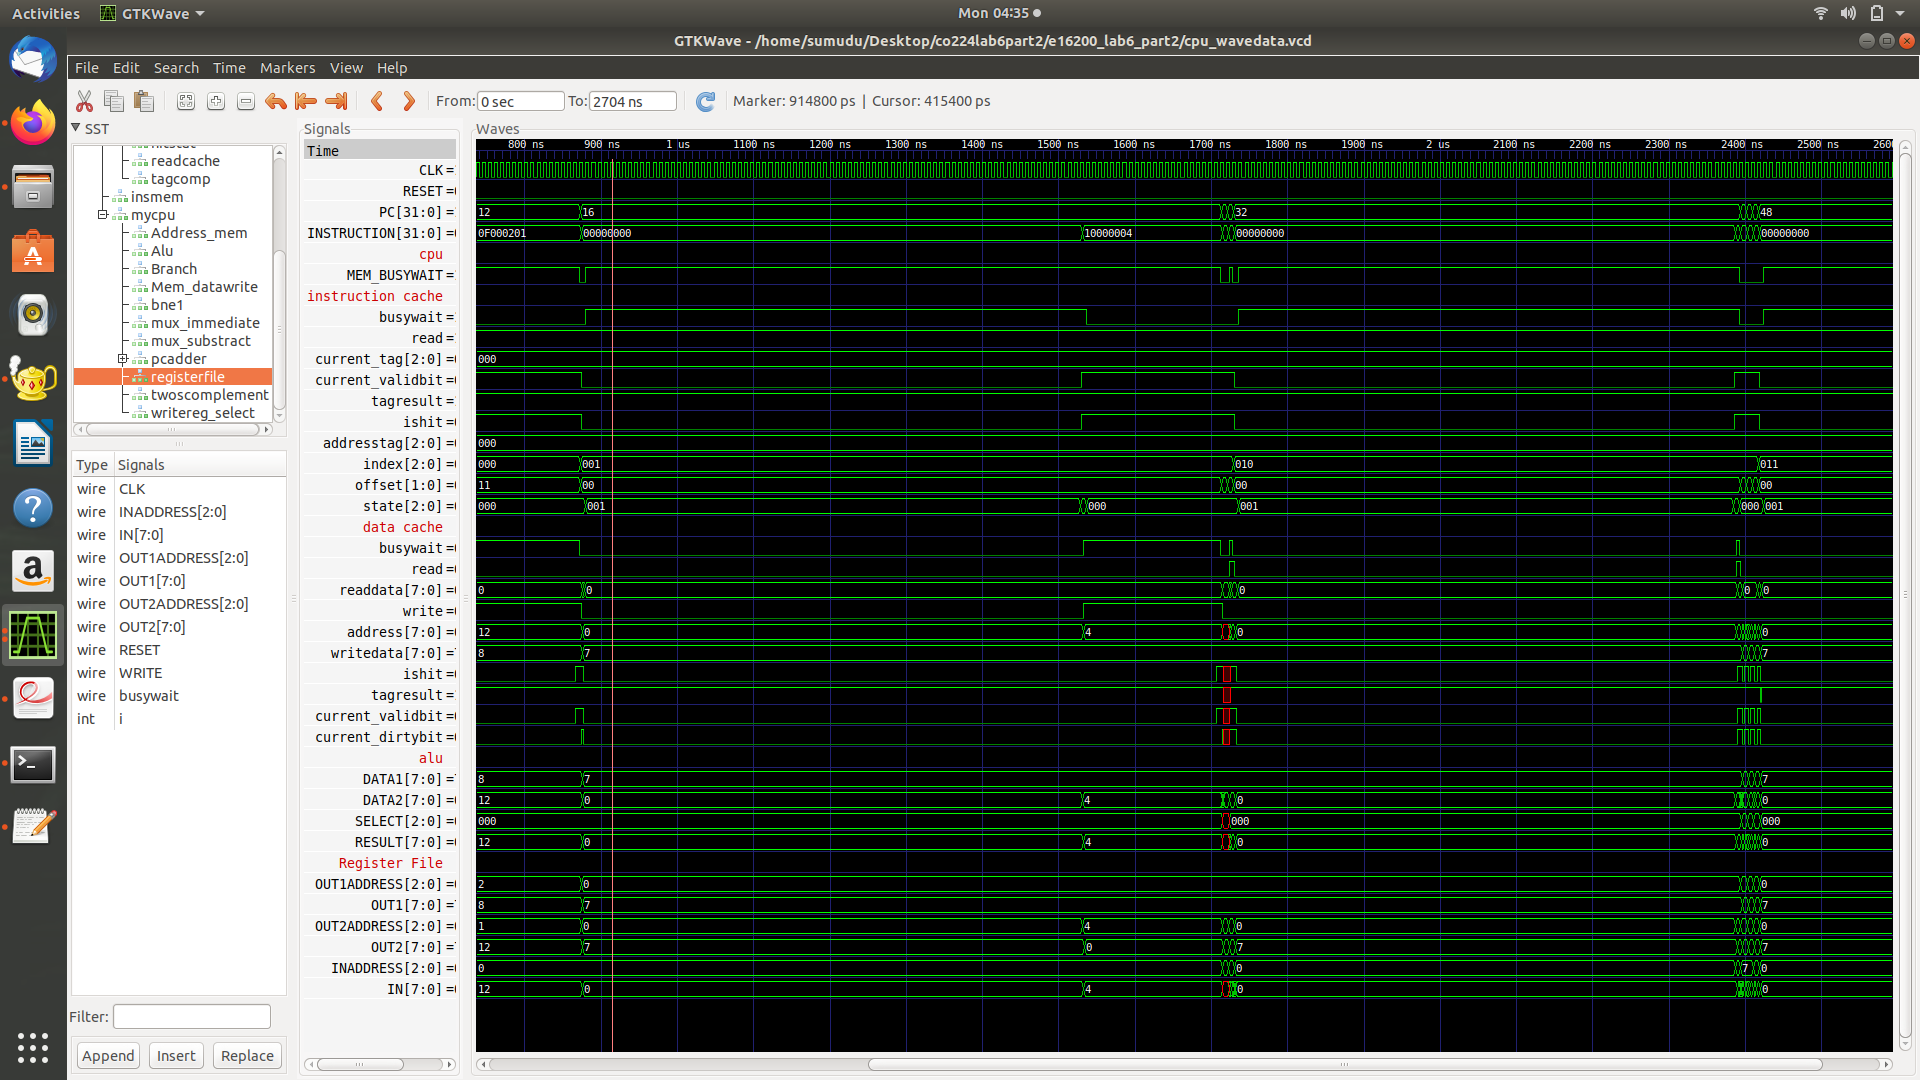 Activities GTKWave Mon 04:35
GTKWave - /home/sumudu/Desktop/co224lab6part2/e16200_lab6_part2/cpu_wavedata.vcd
File Edit Search Time Markers View Help
From: 0 sec To: 2704 ns Marker: 914800 ps | Cursor: 415400 ps
SST
readcache
tagcomp
insmem
mycpu
Address_mem
Alu
Branch
Mem_datawrite
bne1
mux_immediate
mux_substract
pcadder
registerfile
twoscomplement
writereg_select
Type Signals
wire CLK
wire INADDRESS[2:0]
wire IN[7:0]
wire OUT1ADDRESS[2:0]
wire OUT1[7:0]
wire OUT2ADDRESS[2:0]
wire OUT2[7:0]
wire RESET
wire WRITE
wire busywait
int i
Filter:
Append Insert Replace
Signals Waves
Time 800 ns 900 ns 1 us 1100 ns 1200 ns 1300 ns 1400 ns 1500 ns 1600 ns 1700 ns 1800 ns 1900 ns 2 us 2100 ns 2200 ns 2300 ns 2400 ns 2500 ns 2600
CLK =
RESET =
PC[31:0] = 12 16 32 48
INSTRUCTION[31:0] = 0F000201 00000000 10000004 00000000 00000000
cpu
MEM_BUSYWAIT =
instruction cache
busywait =
read =
current_tag[2:0] = 000
current_validbit =
tagresult =
ishit =
addresstag[2:0] = 000
index[2:0] = 000 001 010 011
offset[1:0] = 11 00 00 00
state[2:0] = 000 001 000 001 000 001
data cache
busywait =
read =
readdata[7:0] = 0 0 0 0 0
write =
address[7:0] = 12 0 4 0 0
writedata[7:0] = 8 7 7
ishit =
tagresult =
current_validbit =
current_dirtybit =
alu
DATA1[7:0] = 8 7 7
DATA2[7:0] = 12 0 4 0 0
SELECT[2:0] = 000 000 000
RESULT[7:0] = 12 0 4 0 0
Register File
OUT1ADDRESS[2:0] = 2 0 0
OUT1[7:0] = 8 7 7
OUT2ADDRESS[2:0] = 1 0 4 0 0
OUT2[7:0] = 12 7 0 7 7
INADDRESS[2:0] = 0 0 7 0
IN[7:0] = 12 0 4 0 0